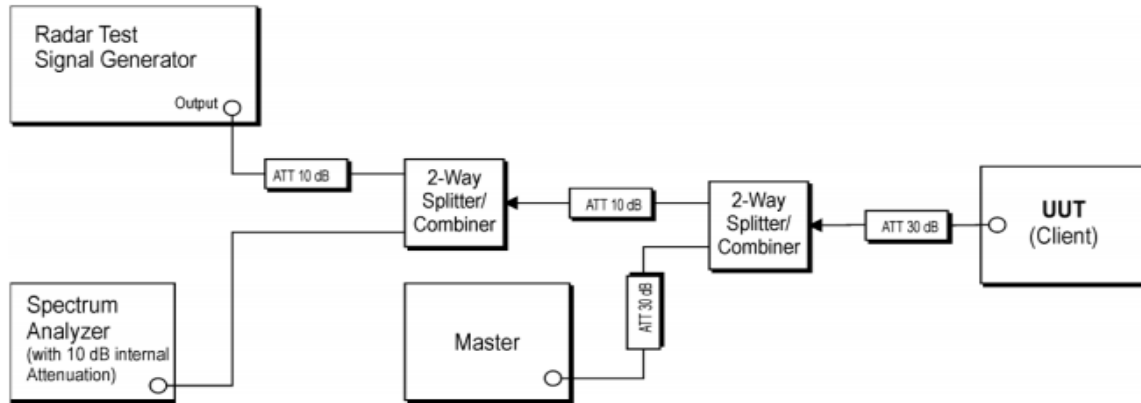 Radar Test
Signal Generator
Output
ATT 10 dB
2-Way
Splitter/
Combiner
ATT 10 dB
2-Way
Splitter/
Combiner
ATT 30 dB
UUT
(Client)
Spectrum
Analyzer
(with 10 dB internal
Attenuation)
Master
ATT 30 dB